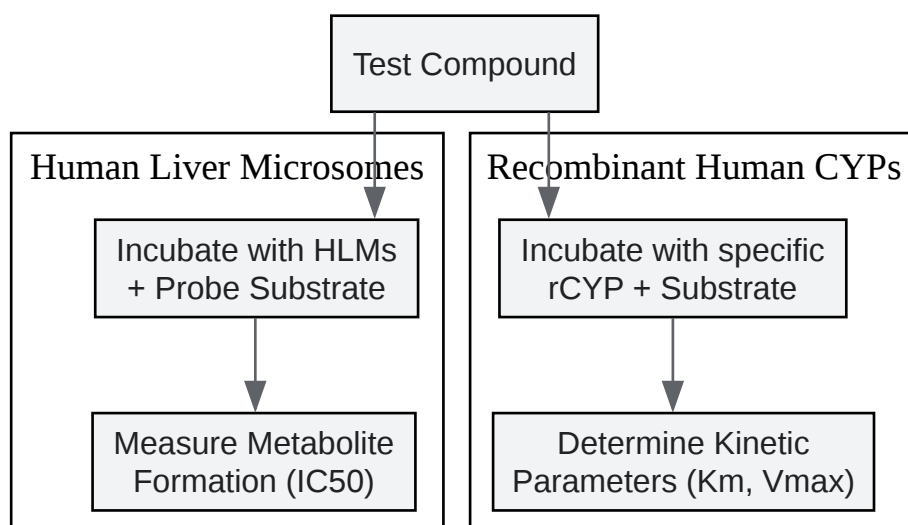 Test Compound
Human Liver Microsomes
Recombinant Human CYPs
Incubate with HLMs
+ Probe Substrate
Incubate with specific
rCYP + Substrate
Measure Metabolite
Formation (IC50)
Determine Kinetic
Parameters (Km, Vmax)